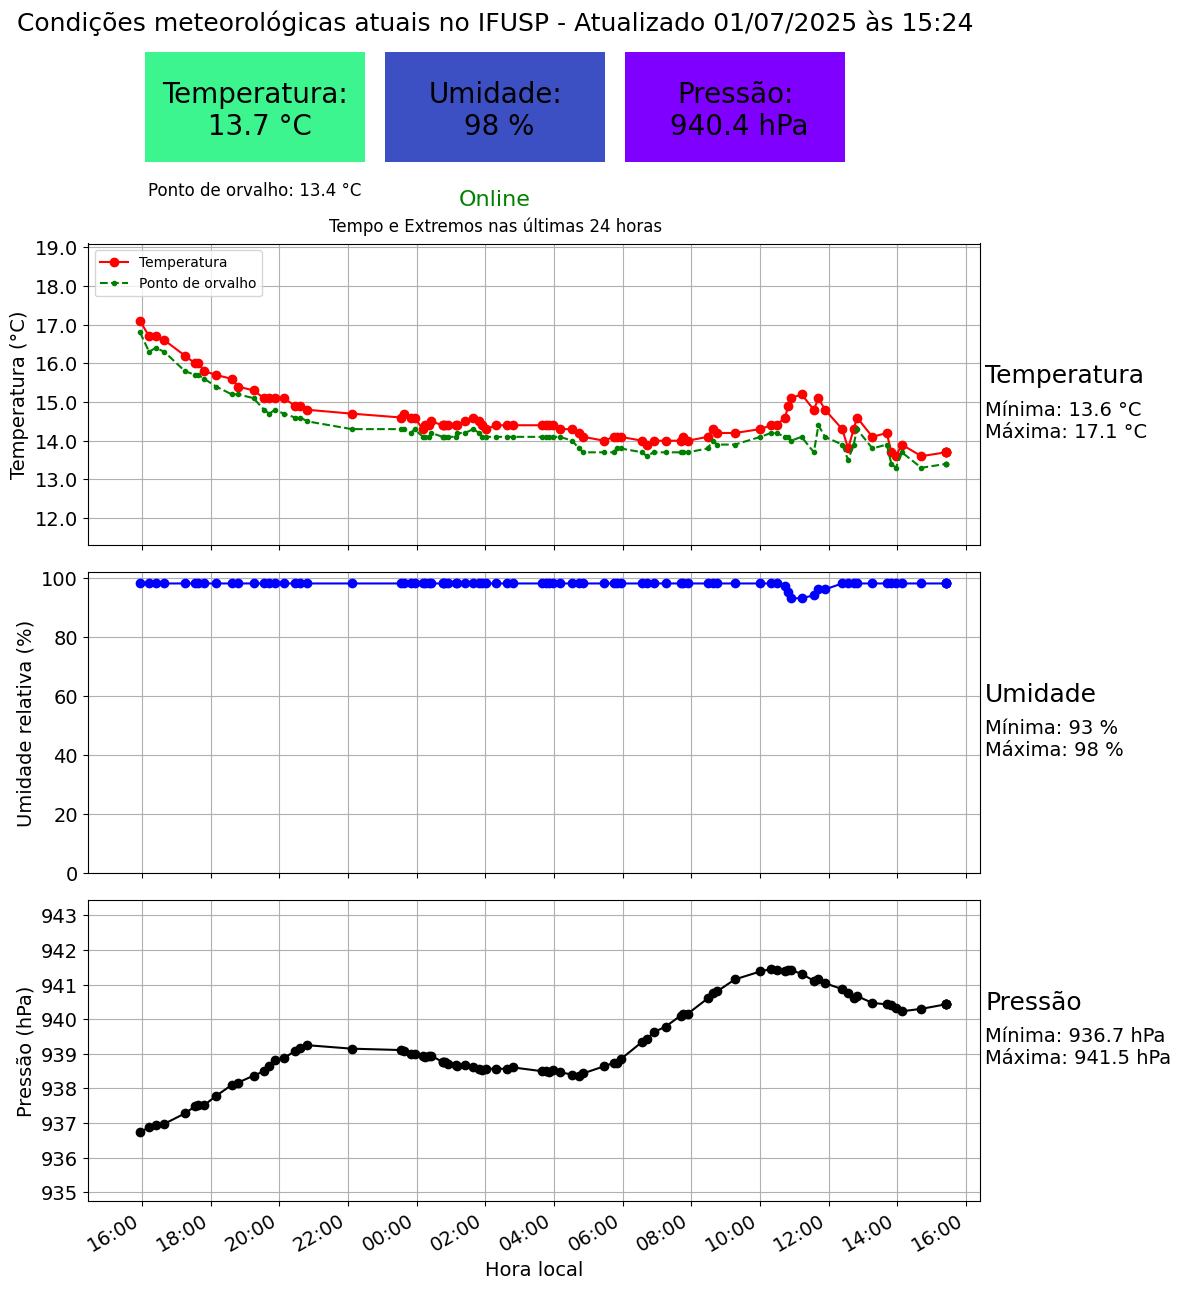 Condições meteorológicas atuais no IFUSP - Atualizado 01/07/2025 às 15:24
Temperatura:
13.7 °C
Umidade:
98 %
Pressão:
940.4 hPa
Ponto de orvalho: 13.4 °C
Online
Tempo e Extremos nas últimas 24 horas
Temperatura
Ponto de orvalho
Temperatura (°C)
19.0
18.0
17.0
16.0
15.0
14.0
13.0
12.0
Temperatura
Mínima: 13.6 °C
Máxima: 17.1 °C
Umidade relativa (%)
100
80
60
40
20
0
Umidade
Mínima: 93 %
Máxima: 98 %
Pressão (hPa)
943
942
941
940
939
938
937
936
935
Pressão
Mínima: 936.7 hPa
Máxima: 941.5 hPa
16:00
18:00
20:00
22:00
00:00
02:00
04:00
06:00
08:00
10:00
12:00
14:00
16:00
Hora local